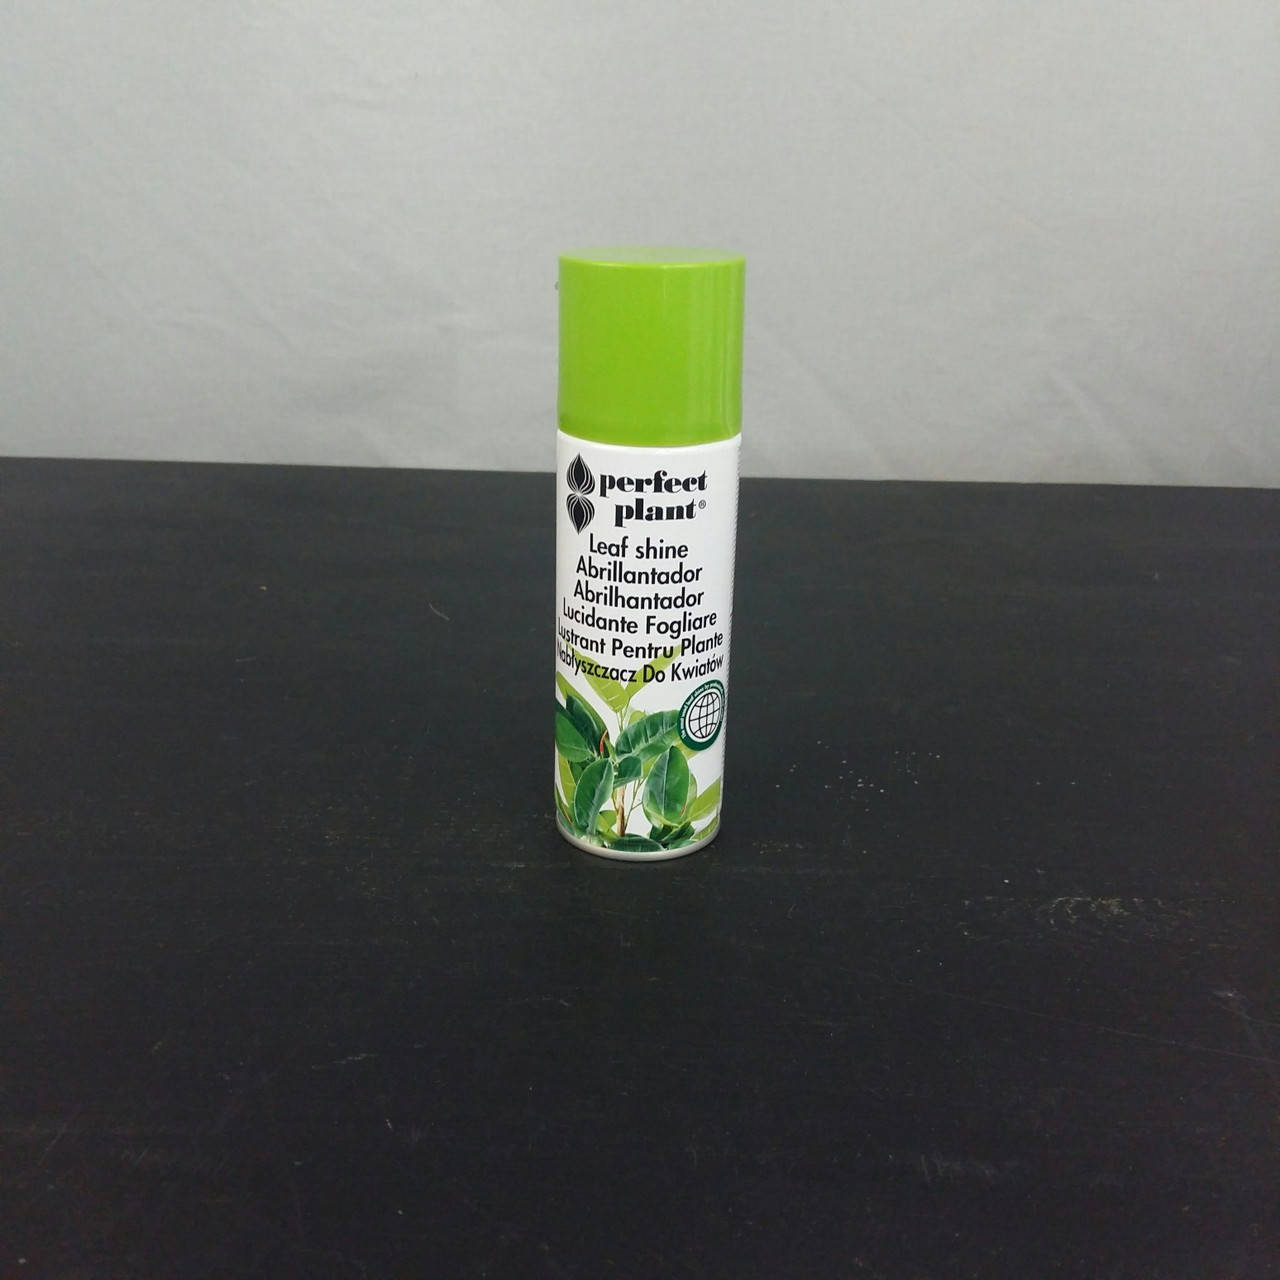 perfect
plant®
Leaf shine
Abrillantador
Abrilhantador
Lucidante Fogliare
Lustrant Pentru Plante
Nabłyszczacz Do Kwiatów